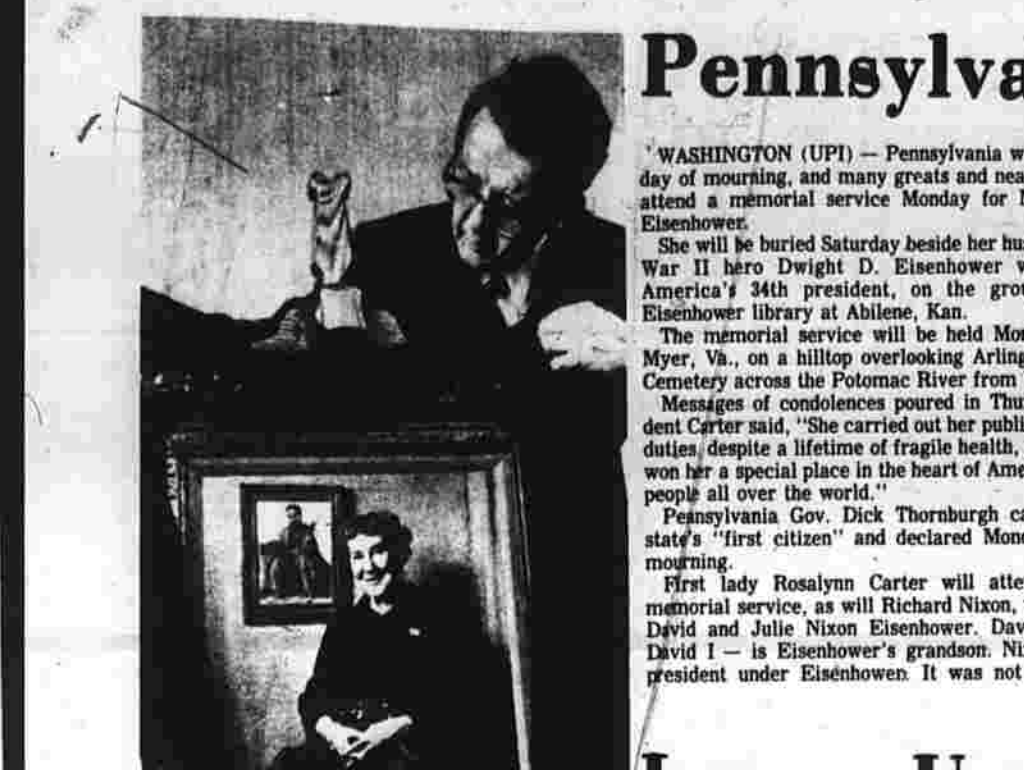 Pennsylva
WASHINGTON (UPI) — Pennsylvania w
day of mourning, and many greats and nea
attend a memorial service Monday for
Eisenhower.
She will be buried Saturday beside her hu
War II hero Dwight D. Eisenhower w
America's 34th president, on the gro
Eisenhower library at Abilene, Kan.
The memorial service will be held Mo
Myer, Va., on a hilltop overlooking Arling
Cemetery across the Potomac River from
Messages of condolences poured in Thu
dent Carter said, "She carried out her publi
duties, despite a lifetime of fragile health,
won her a special place in the heart of Ame
people all over the world."
Pennsylvania Gov. Dick Thornburgh ca
state's "first citizen" and declared Mon
mourning.
First lady Rosalynn Carter will atte
memorial service, as will Richard Nixon,
David and Julie Nixon Eisenhower. Dav
David I — is Eisenhower's grandson. Ni
president under Eisenhower. It was not